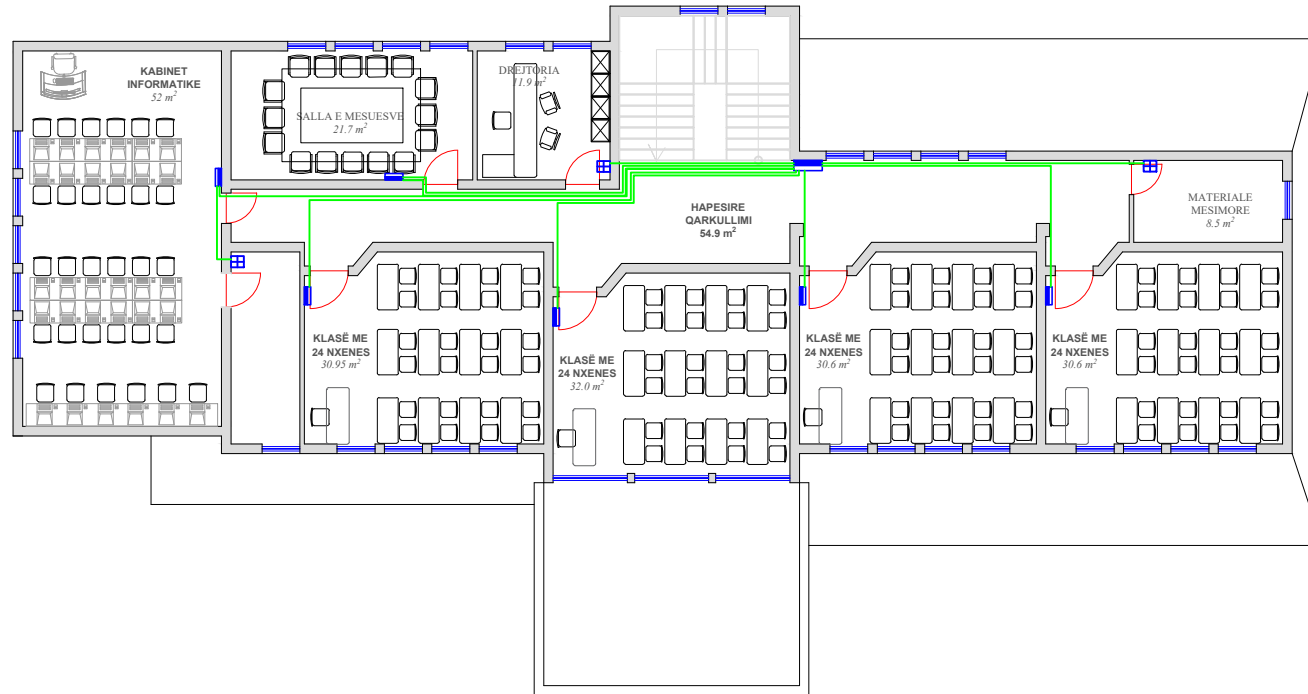 KABINET
INFORMATIKE
52 m²
SALLA E MESUESVE
21.7 m²
DREJTORIA
11.9 m²
HAPESIRE
QARKULLIMI
54.9 m²
MATERIALE
MESIMORE
8.5 m²
KLASË ME
24 NXENES
30.95 m²
KLASË ME
24 NXENES
32.0 m²
KLASË ME
24 NXENES
30.6 m²
KLASË ME
24 NXENES
30.6 m²